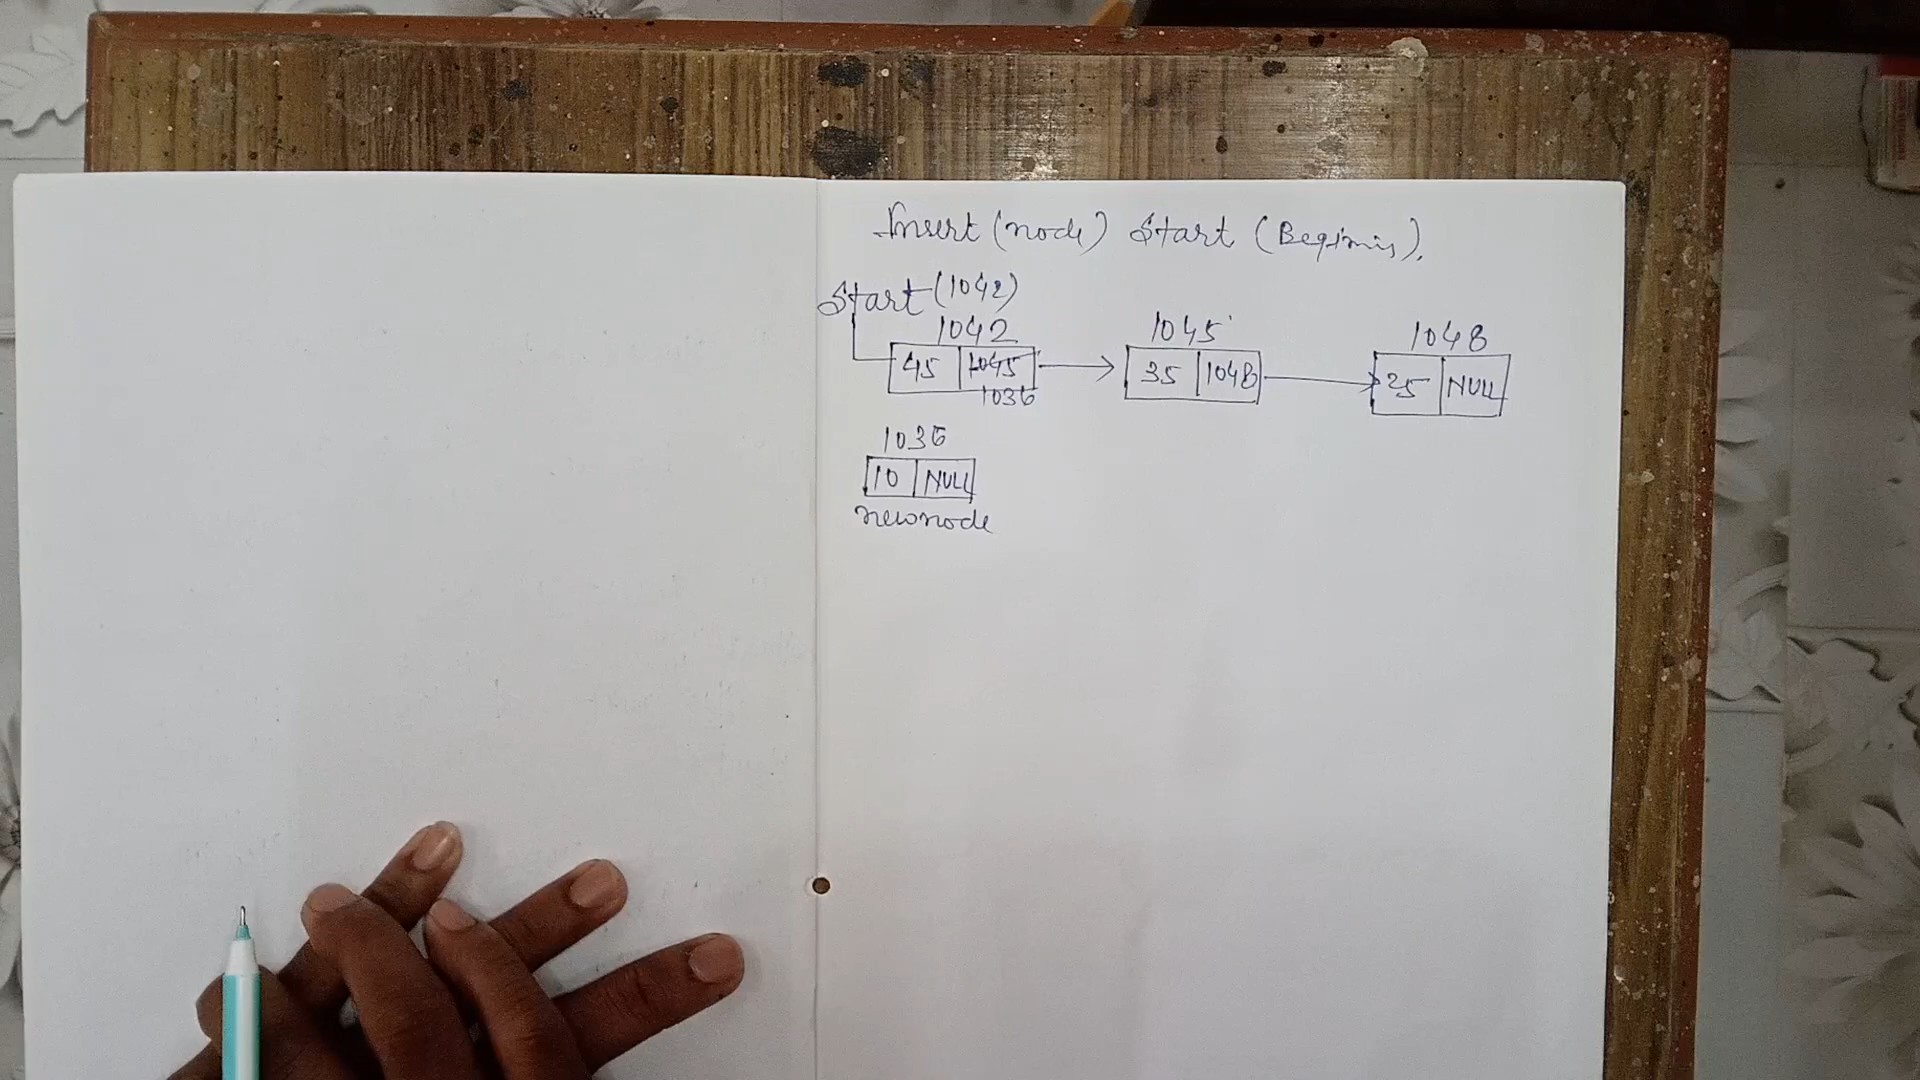 Insert (node) Start (Beginnis).
Start (1042)
1042 1045 1048
45 1045 35 1048 25 NULL
1036
1036
10 NULL
newnode